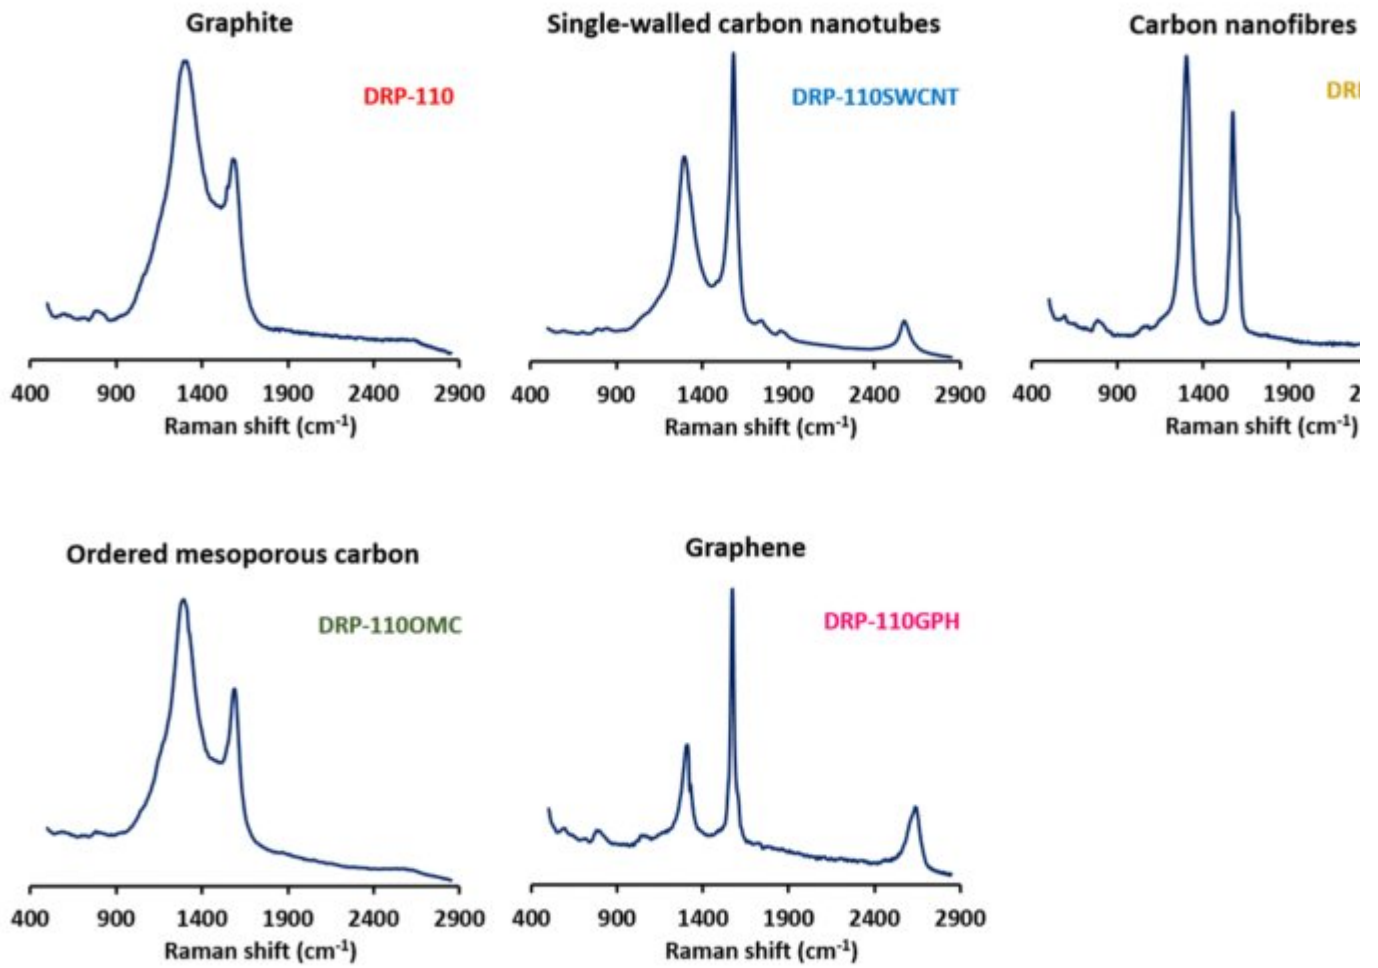 Graphite
DRP-110
400 900 1400 1900 2400 2900
Raman shift (cm⁻¹)
Single-walled carbon nanotubes
DRP-110SWCNT
400 900 1400 1900 2400 2900
Raman shift (cm⁻¹)
Carbon nanofibres
400 900 1400 1900
Raman shift (cm⁻¹)
Ordered mesoporous carbon
DRP-110OMC
400 900 1400 1900 2400 2900
Raman shift (cm⁻¹)
Graphene
DRP-110GPH
400 900 1400 1900 2400 2900
Raman shift (cm⁻¹)